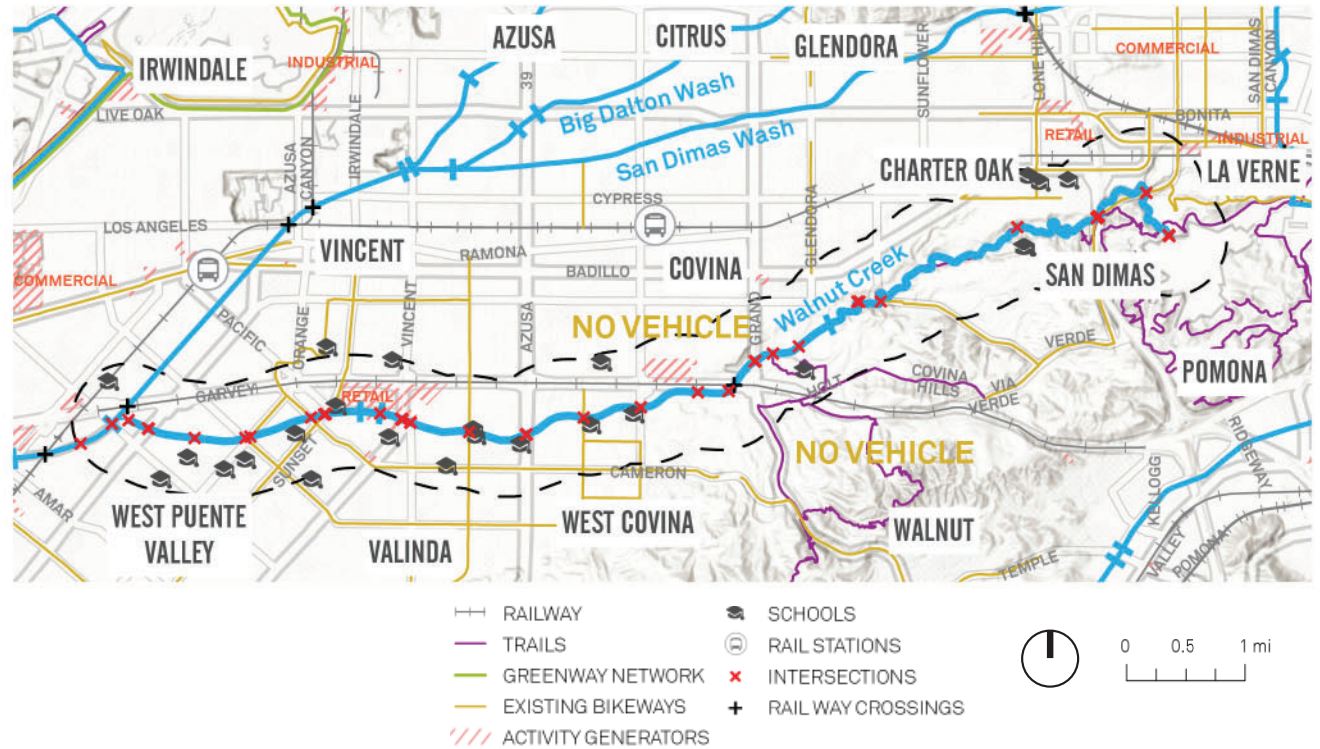 AZUSA
CITRUS
GLENDORA
IRWINDALE
INDUSTRIAL
39
SUNFLOWER
LONE HILL
COMMERCIAL
SAN DIMAS
CANYON
LIVE OAK
Big Dalton Wash
BONITA
AZUSA
CANYON
IRWINDALE
San Dimas Wash
RETAIL
INDUSTRIAL
CHARTER OAK
LA VERNE
LOS ANGELES
CYPRESS
GLENDORA
VINCENT
RAMONA
BADILLO
COVINA
Walnut Creek
SAN DIMAS
COMMERCIAL
PACIFIC
ORANGE
VINCENT
AZUSA
NO VEHICLE
GRAND
VERDE
POMONA
GARVEY
RETAIL
HOLT
COVINA
HILLS
VIA
VERDE
SUNSET
NO VEHICLE
CAMERON
RIDGEWAY
AMAR
WEST PUENTE
VALLEY
VALINDA
WEST COVINA
WALNUT
KELLOGG
VALLEY
POMONA
TEMPLE
RAILWAY
TRAILS
GREENWAY NETWORK
EXISTING BIKEWAYS
ACTIVITY GENERATORS
SCHOOLS
RAIL STATIONS
INTERSECTIONS
RAIL WAY CROSSINGS
0 0.5 1 mi